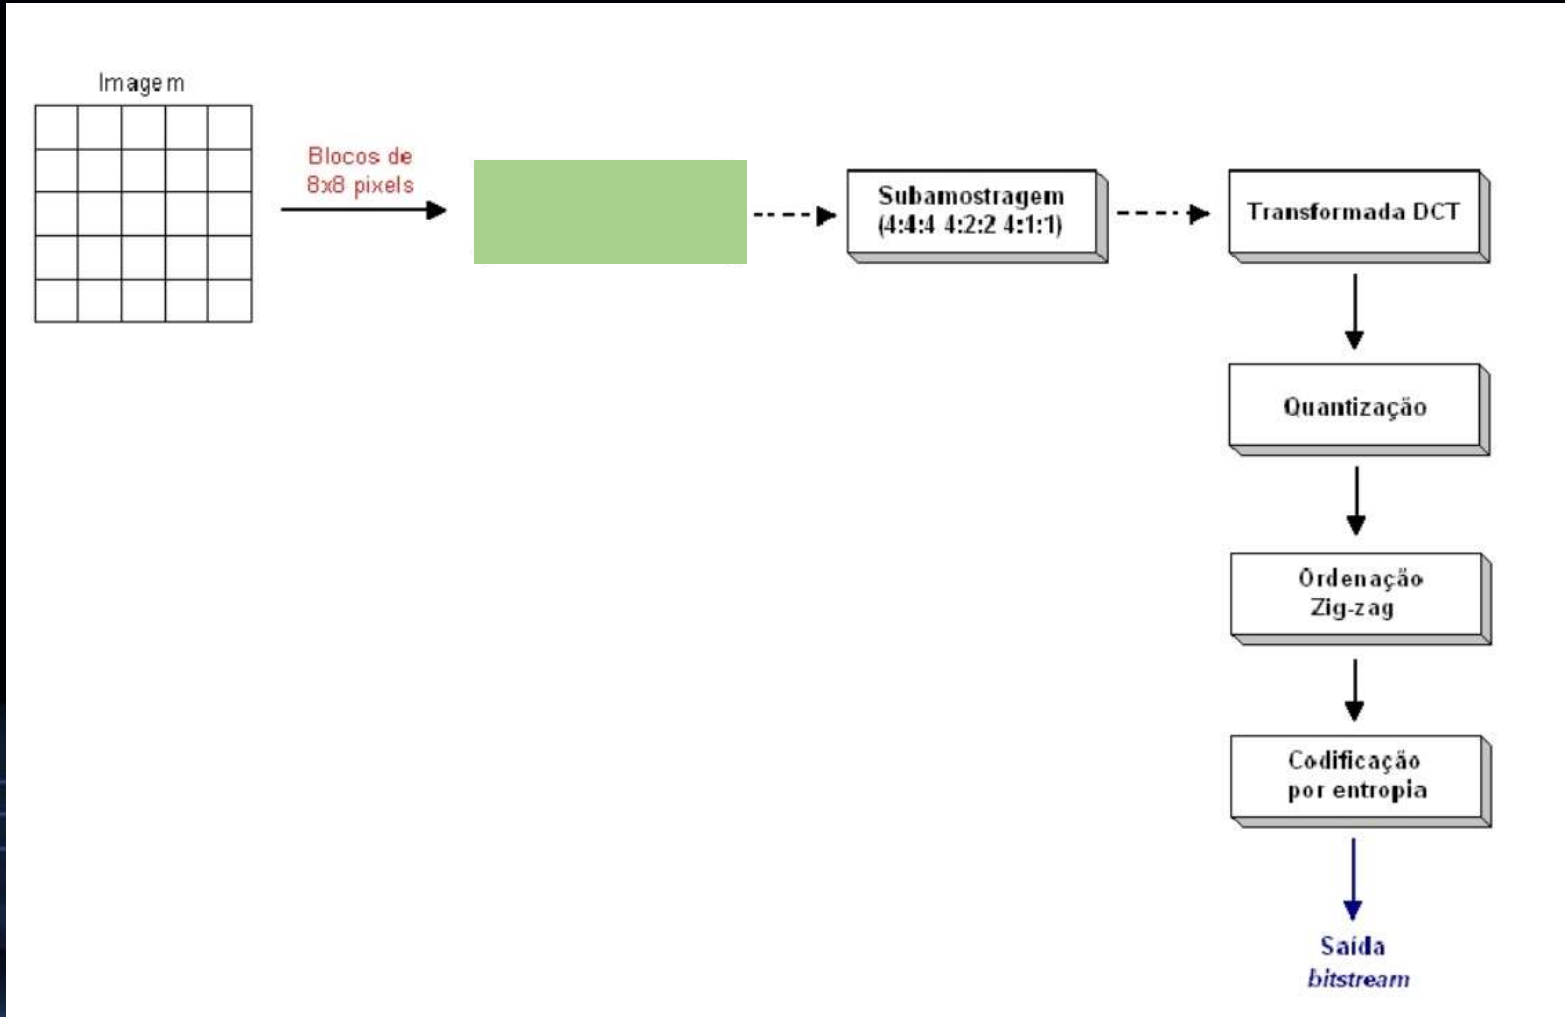 Imagem
Blocos de
8x8 pixels
Subamostragem
(4:4:4 4:2:2 4:1:1)
Transformada DCT
Quantização
Ordenação
Zig-zag
Codificação
por entropia
Saída
bitstream